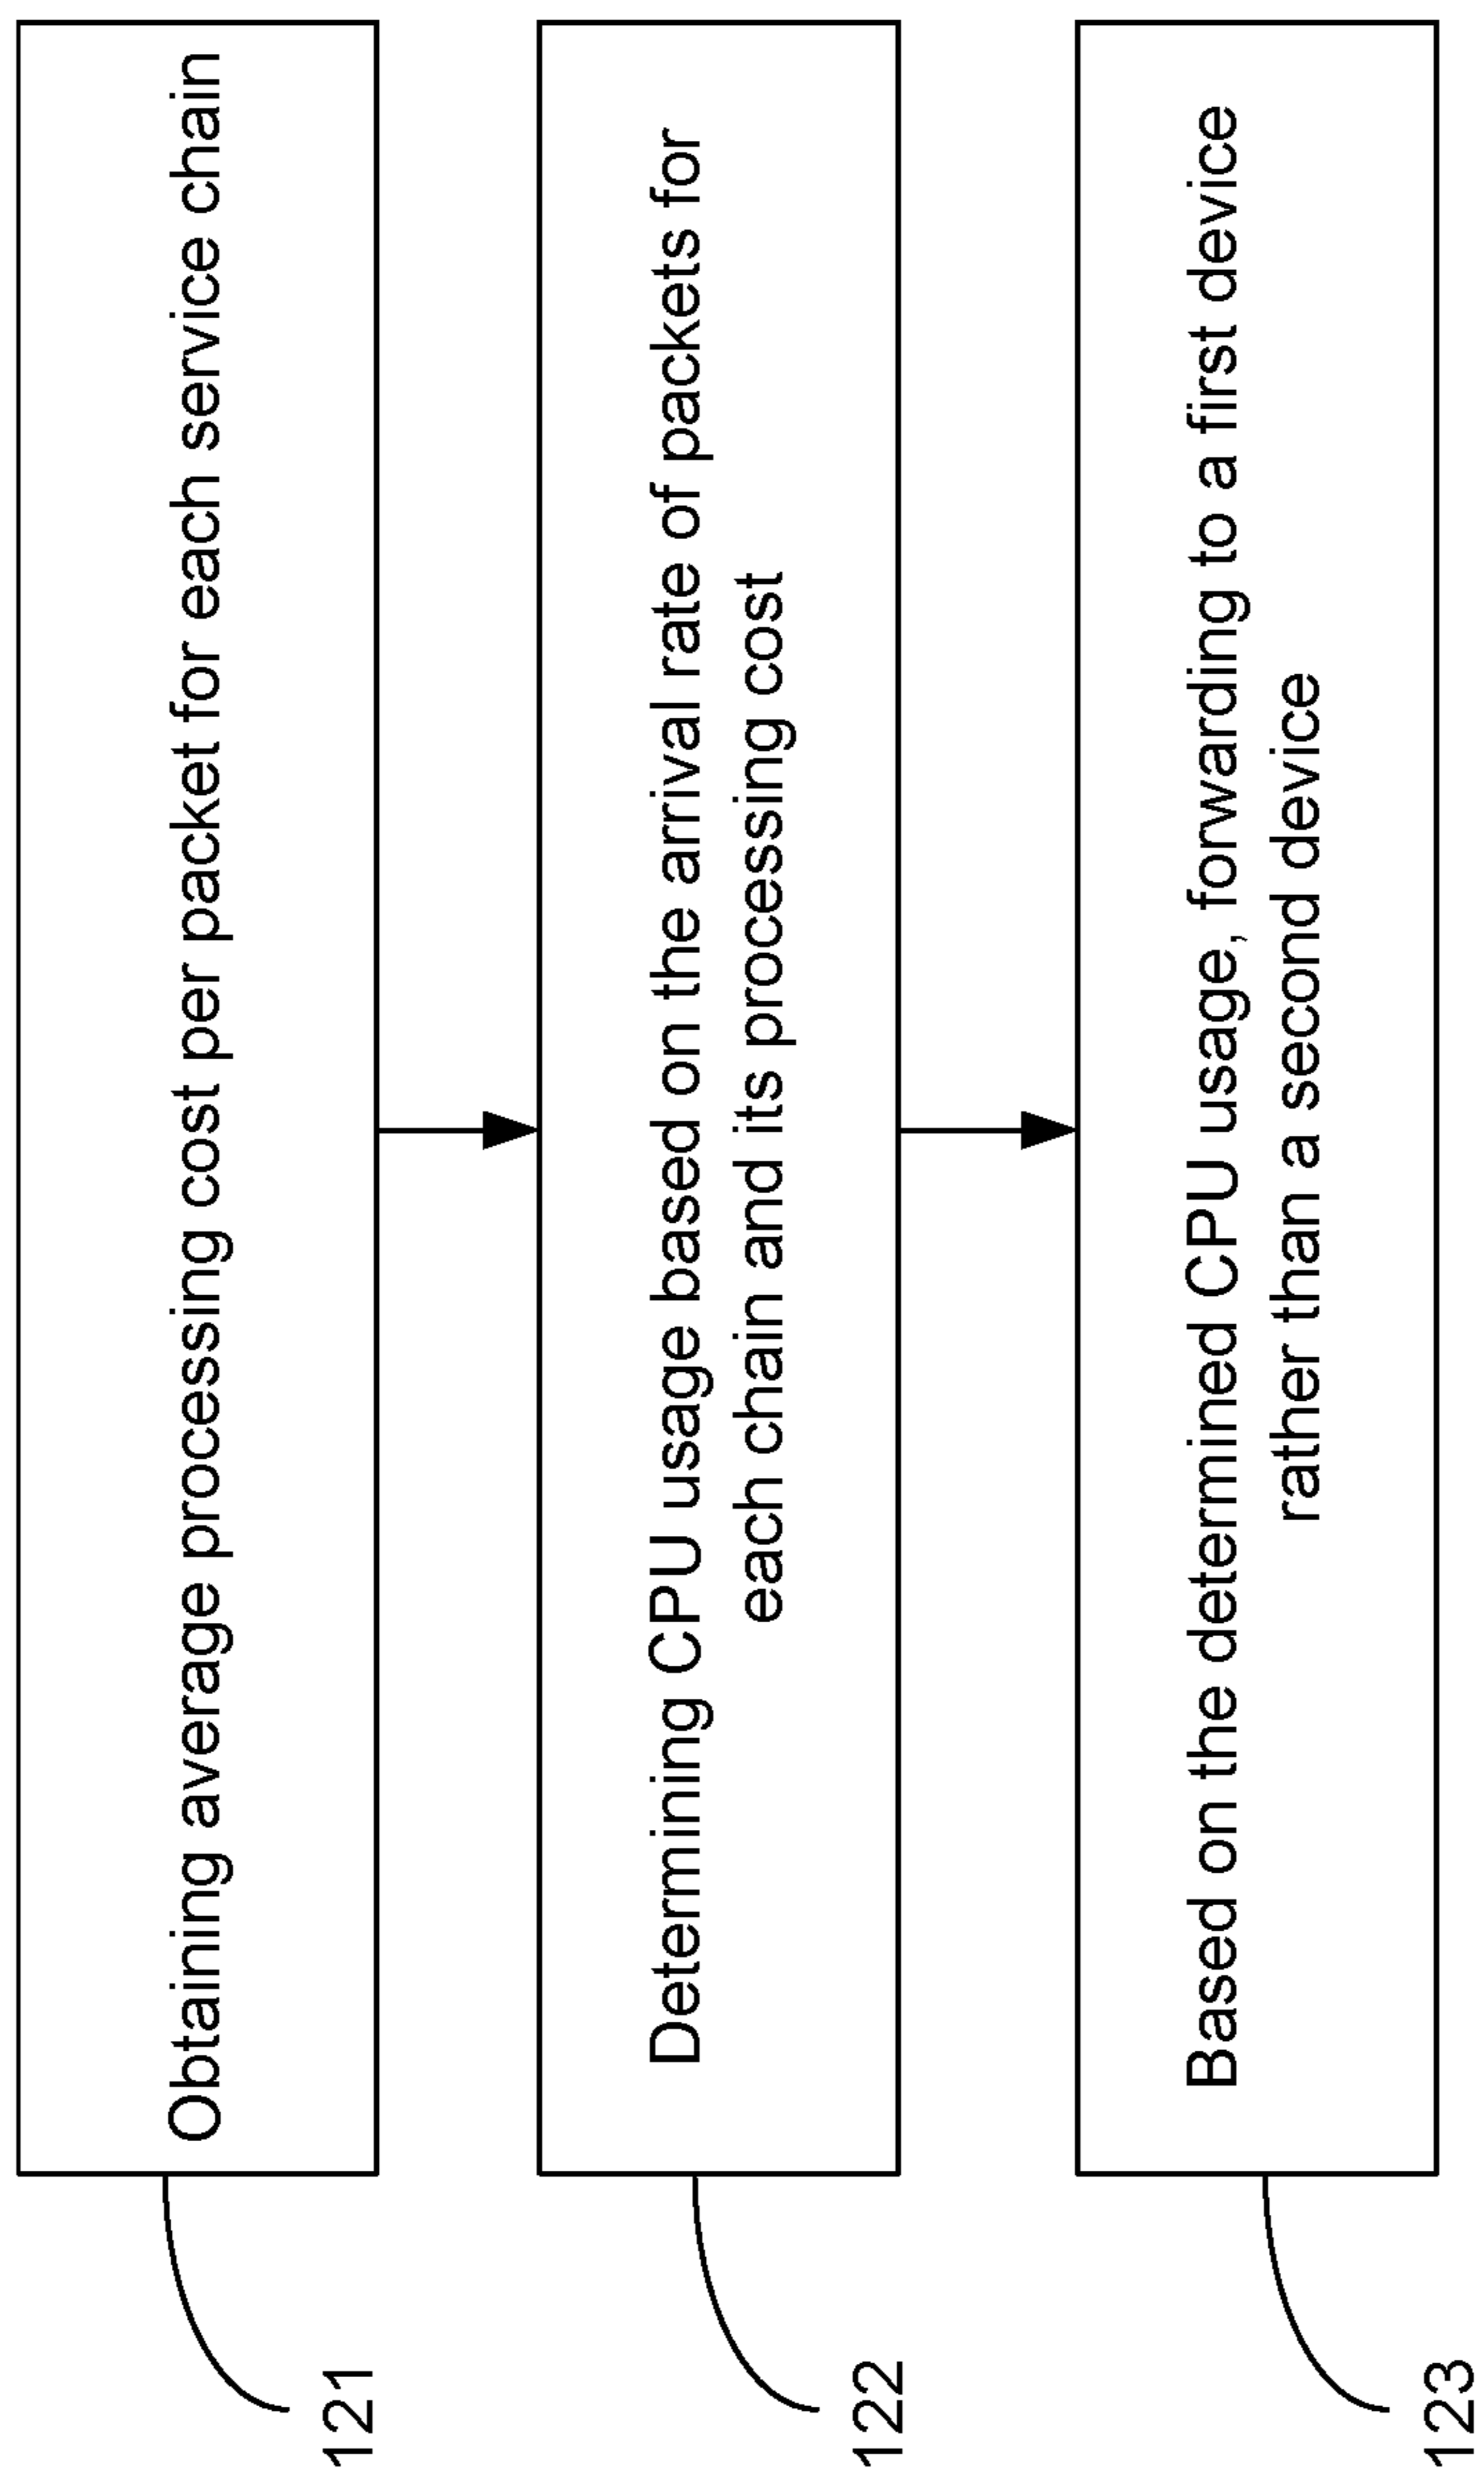 Obtaining average processing cost per packet for each service chain
121
Determining CPU usage based on the arrival rate of packets for
each chain and its processing cost
122
Based on the determined CPU usage, forwarding to a first device
rather than a second device
123